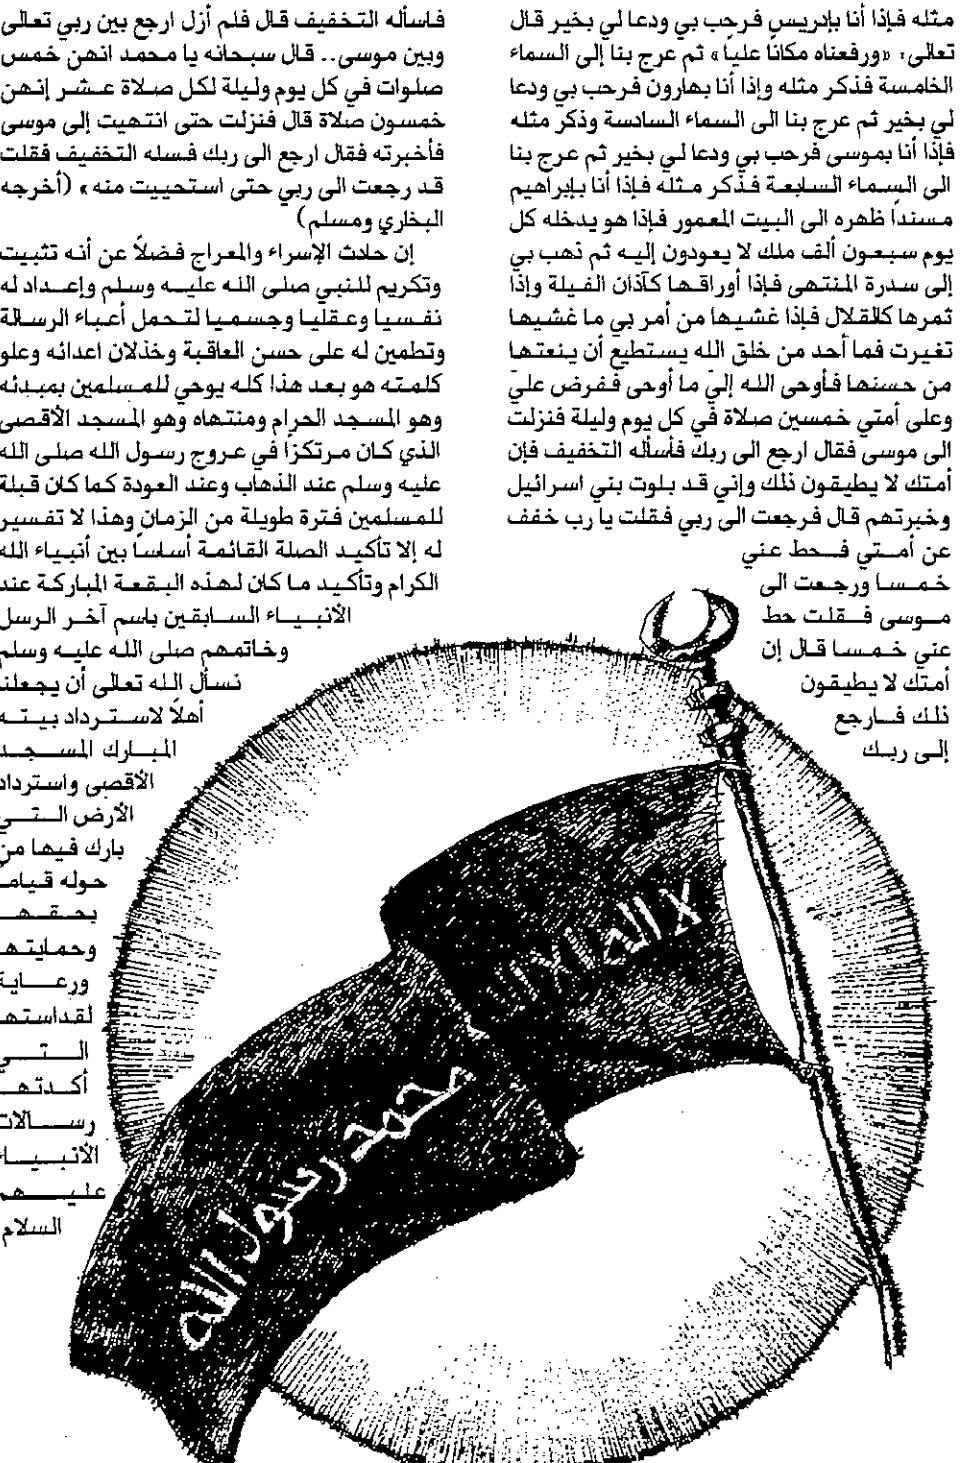 مثله فإذا أنا بإدريس فرحب بي ودعا لي بخير قال
تعالى: «ورفعناه مكاناً علياً» ثم عرج بنا إلى السماء
الخامسة فذكر مثله وإذا أنا بهارون فرحب بي ودعا
لي بخير ثم عرج بنا الى السماء السادسة وذكر مثله
فإذا أنا بموسى فرحب بي ودعا لي بخير ثم عرج بنا
الى السماء السابعة فذكر مثله فإذا أنا بإبراهيم
مسنداً ظهره الى البيت المعمور فإذا هو يدخله كل
يوم سبعون ألف ملك لا يعودون إليه ثم ذهب بي
إلى سدرة المنتهى فإذا أوراقها كآذان الفيلة وإذا
ثمرها كالقلال فإذا غشيها من أمر بي ما غشيها
تغيرت فما أحد من خلق الله يستطيع أن ينعتها
من حسنها فأوحى الله إليّ ما أوحى ففرض عليّ
وعلى أمتي خمسين صلاة في كل يوم وليلة فنزلت
الى موسى فقال ارجع الى ربك فأسأله التخفيف فإن
أمتك لا يطيقون ذلك وإني قد بلوت بني اسرائيل
وخبرتهم قال فرجعت الى ربي فقلت يا رب خفف
عن أمتي فحط عني
خمسا ورجعت الى
موسى فقلت حط
عني خمسا قال إن
أمتك لا يطيقون
ذلك فارجع
إلى ربك
فاسأله التخفيف قال فلم أزل ارجع بين ربي تعالى
وبين موسى.. قال سبحانه يا محمد انهن خمس
صلوات في كل يوم وليلة لكل صلاة عشر إنهن
خمسون صلاة قال فنزلت حتى انتهيت إلى موسى
فأخبرته فقال ارجع الى ربك فسله التخفيف فقلت
قد رجعت الى ربي حتى استحييت منه» (أخرجه
البخاري ومسلم)
إن حادث الإسراء والمعراج فضلاً عن أنه تثبيت
وتكريم للنبي صلى الله عليه وسلم وإعداد له
نفسيا وعقليا وجسميا لتحمل أعباء الرسالة
وتطمين له على حسن العاقبة وخذلان اعدائه وعلو
كلمته هو بعد هذا كله يوحي للمسلمين بمبدئه
وهو المسجد الحرام ومنتهاه وهو المسجد الأقصى
الذي كان مرتكزاً في عروج رسول الله صلى الله
عليه وسلم عند الذهاب وعند العودة كما كان قبلة
للمسلمين فترة طويلة من الزمان وهذا لا تفسير
له إلا تأكيد الصلة القائمة أساساً بين أنبياء الله
الكرام وتأكيد ما كان لهذه البقعة المباركة عند
الأنبياء السابقين باسم آخر الرسل
وخاتمهم صلى الله عليه وسلم
نسأل الله تعالى أن يجعلنا
أهلاً لاسترداد بيته
المبارك المسجد
الأقصى واسترداد
الأرض التي
بارك فيها من
حوله قياما
بحقها
وحمايتها
ورعاية
لقداستها
التي
أكدتها
رسالات
الأنبياء
عليهم
السلام
لا اله الا الله
محمد رسول الله